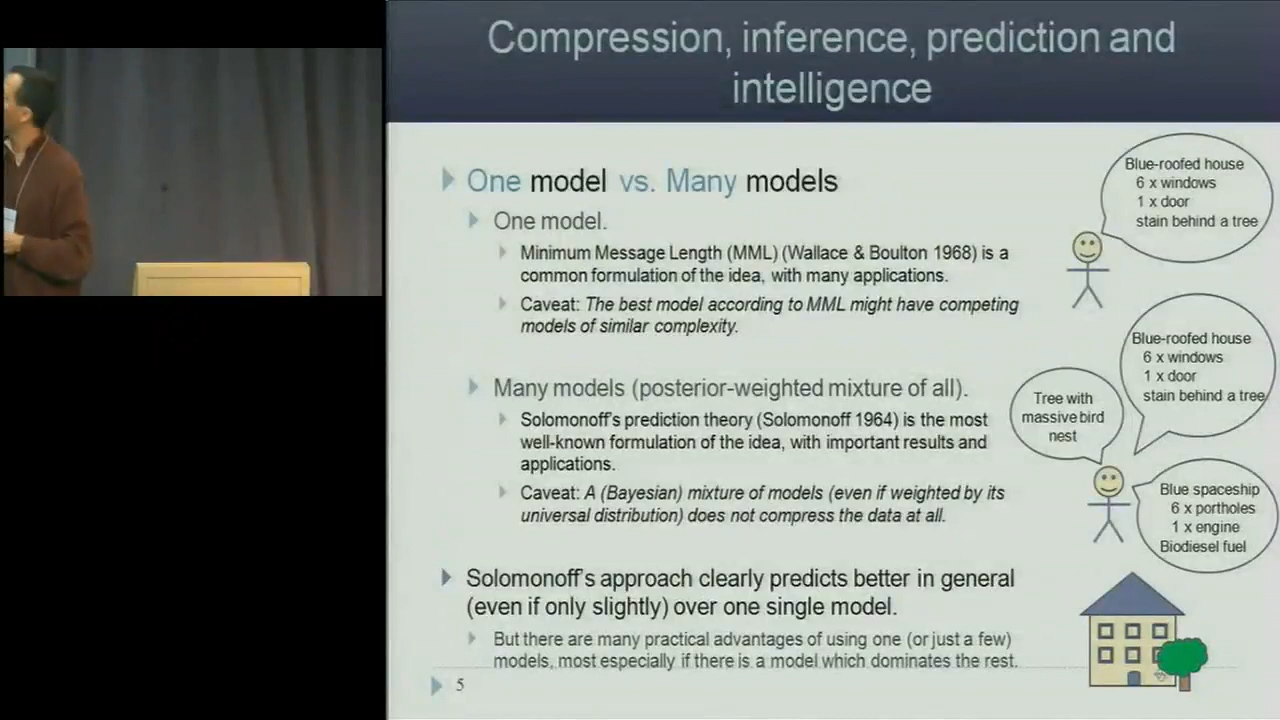 Compression, inference, prediction and
intelligence
One model vs. Many models
One model.
Minimum Message Length (MML) (Wallace & Boulton 1968) is a
common formulation of the idea, with many applications.
Caveat: The best model according to MML might have competing
models of similar complexity.
Many models (posterior-weighted mixture of all).
Solomonoff's prediction theory (Solomonoff 1964) is the most
well-known formulation of the idea, with important results and
applications.
Caveat: A (Bayesian) mixture of models (even if weighted by its
universal distribution) does not compress the data at all.
Solomonoff's approach clearly predicts better in general
(even if only slightly) over one single model.
But there are many practical advantages of using one (or just a few)
models, most especially if there is a model which dominates the rest.
5
Blue-roofed house
6 x windows
1 x door
stain behind a tree
Blue-roofed house
6 x windows
1 x door
stain behind a tree
Tree with
massive bird
nest
Blue spaceship
6 x portholes
1 x engine
Biodiesel fuel